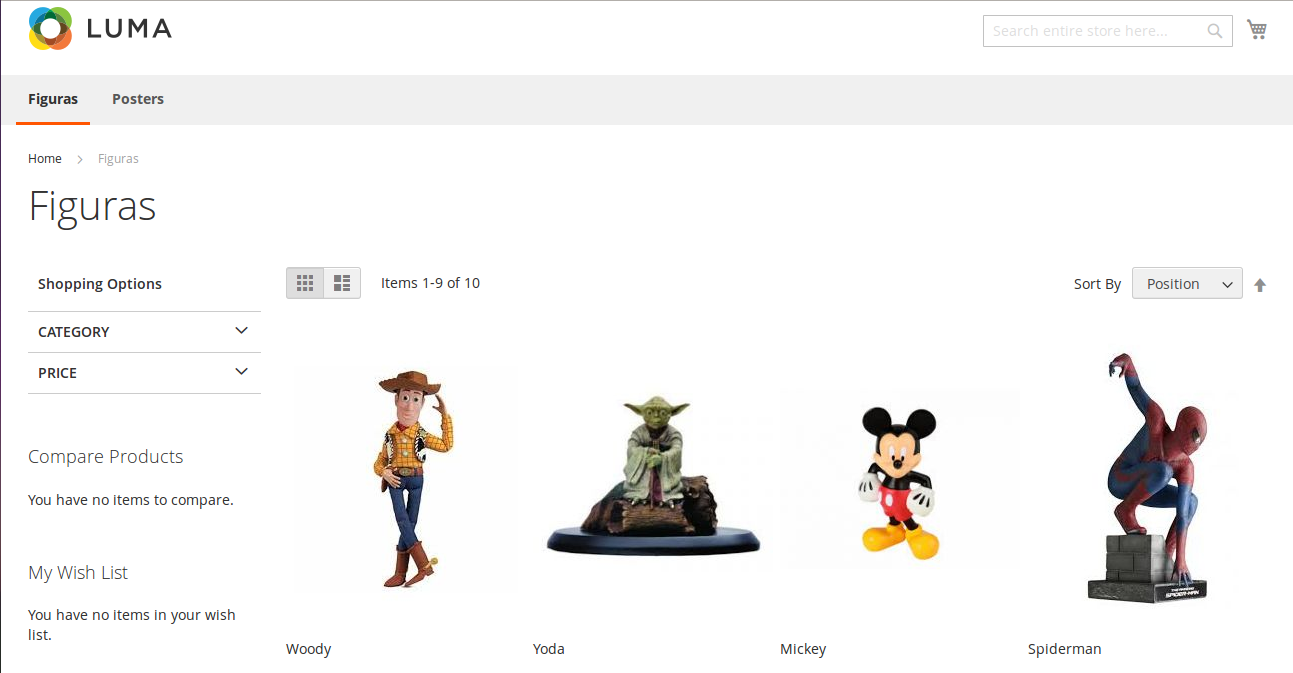 LUMA
Search entire store here...
Figuras
Posters
Home > Figuras
Figuras
Shopping Options
Items 1-9 of 10
Sort By
Position
CATEGORY
PRICE
Compare Products
You have no items to compare.
My Wish List
You have no items in your wish
list.
SPIDER-MAN
Woody
Yoda
Mickey
Spiderman